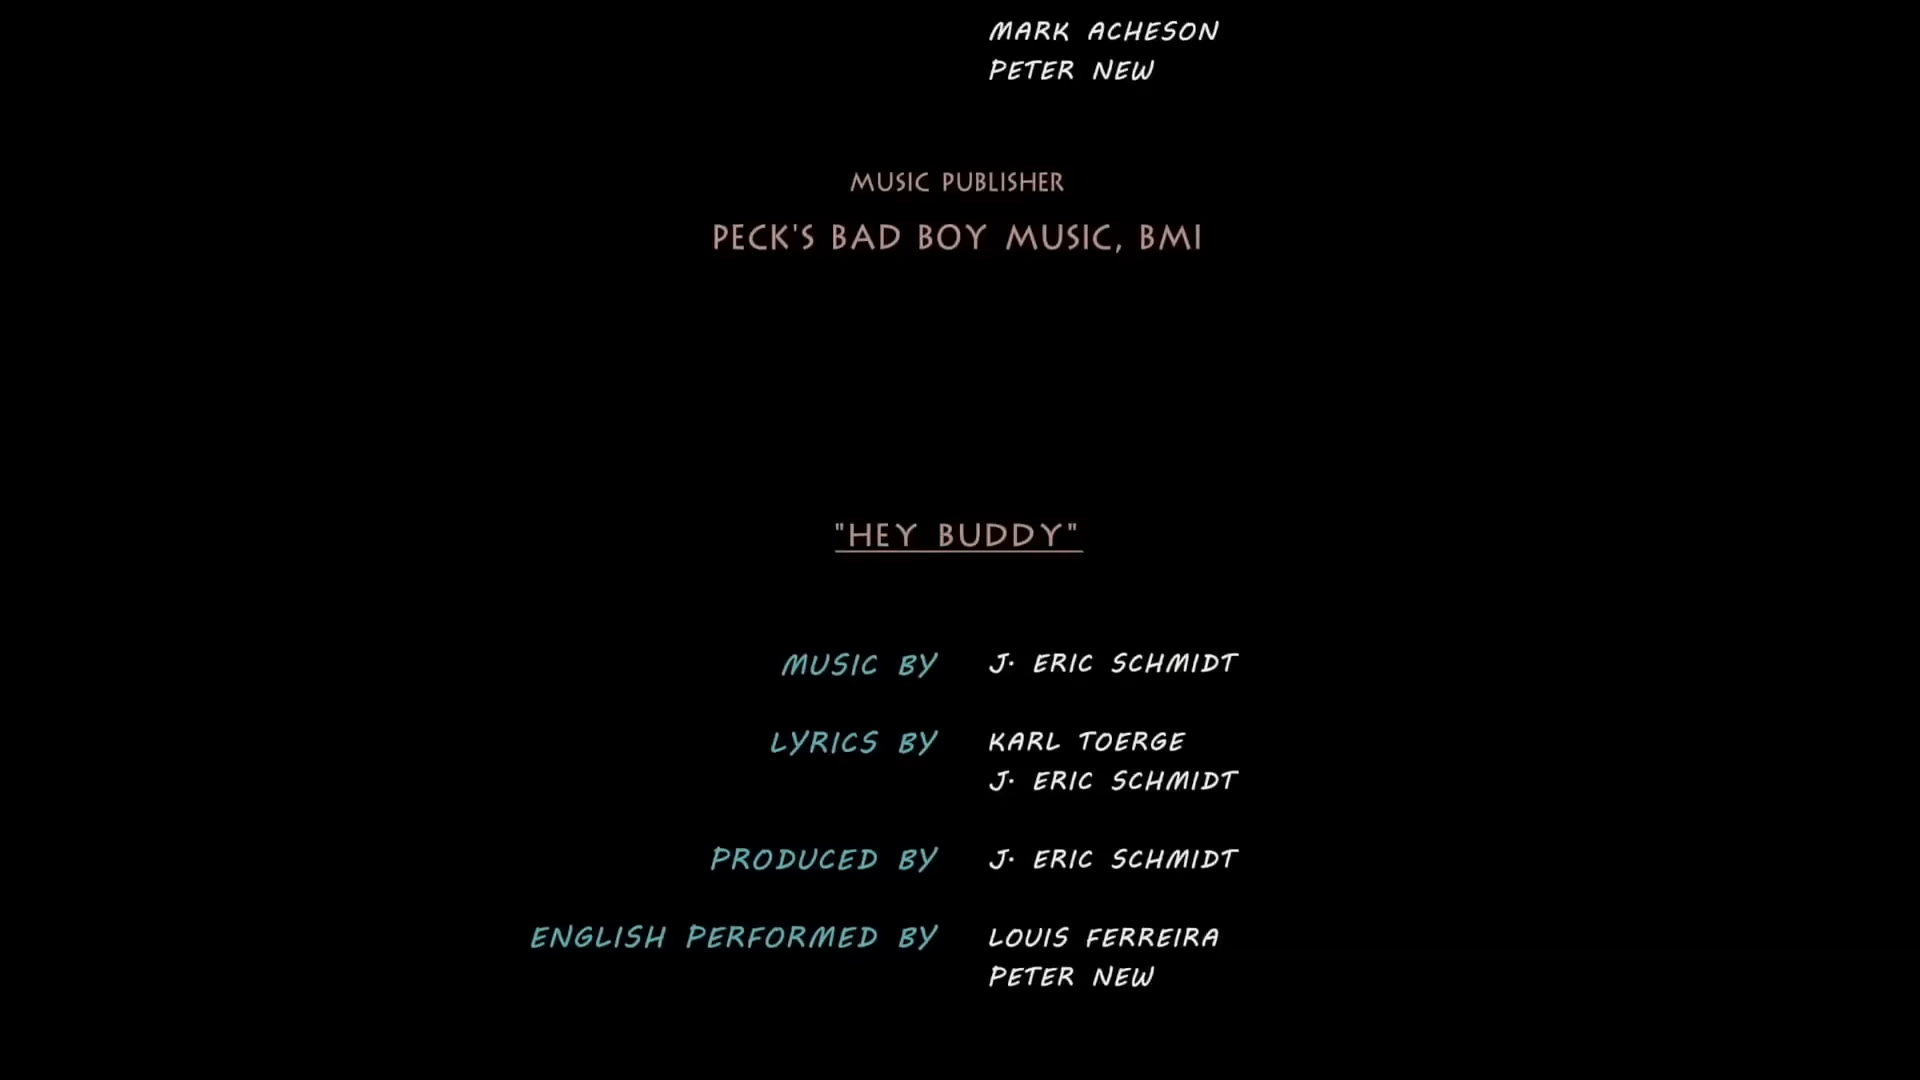 MARK ACHESON
PETER NEW
MUSIC PUBLISHER
PECK'S BAD BOY MUSIC, BMI
"HEY BUDDY"
MUSIC BY J. ERIC SCHMIDT
LYRICS BY KARL TOERGE
J. ERIC SCHMIDT
PRODUCED BY J. ERIC SCHMIDT
ENGLISH PERFORMED BY LOUIS FERREIRA
PETER NEW